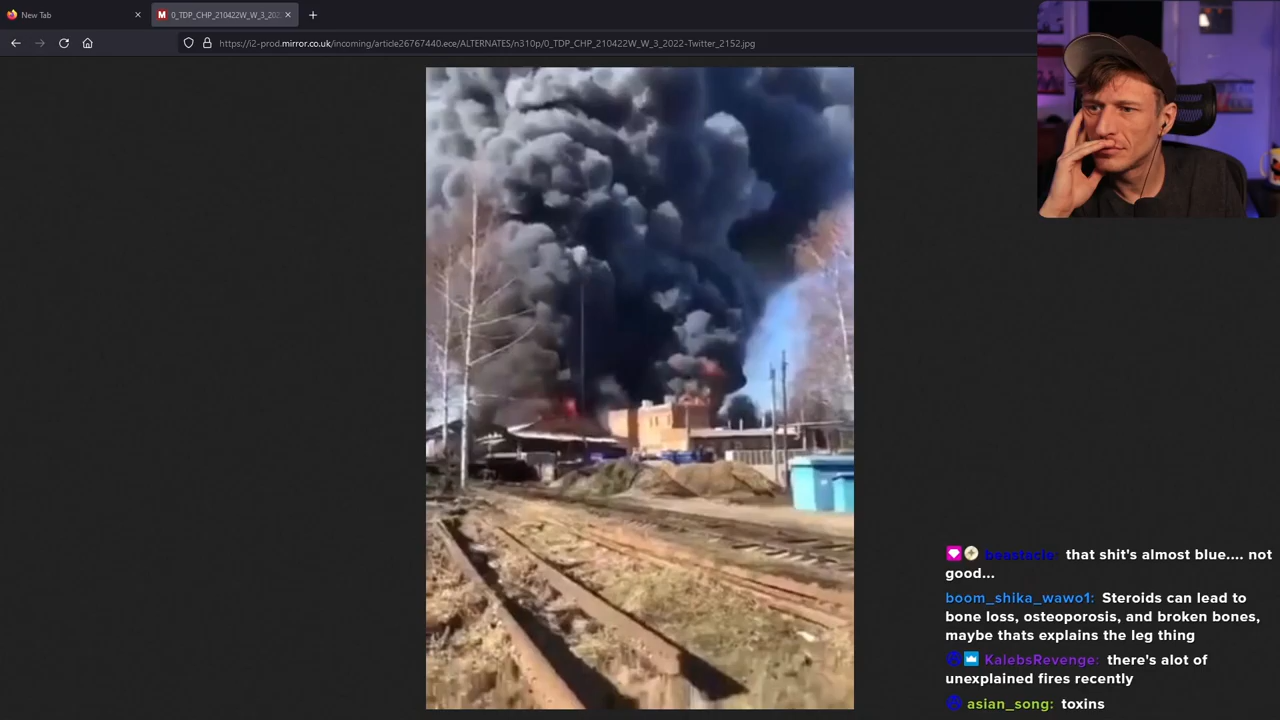 New Tab
0_TDP_CHP_210422W_W_3_202
https://i2-prod.mirror.co.uk/incoming/article26767440.ece/ALTERNATES/n310p/0_TDP_CHP_210422W_W_3_2022-Twitter_2152.jpg
beastacle: that shit's almost blue.... not
good...
boom_shika_wawo1: Steroids can lead to
bone loss, osteoporosis, and broken bones,
maybe thats explains the leg thing
KalebsRevenge: there's alot of
unexplained fires recently
asian_song: toxins